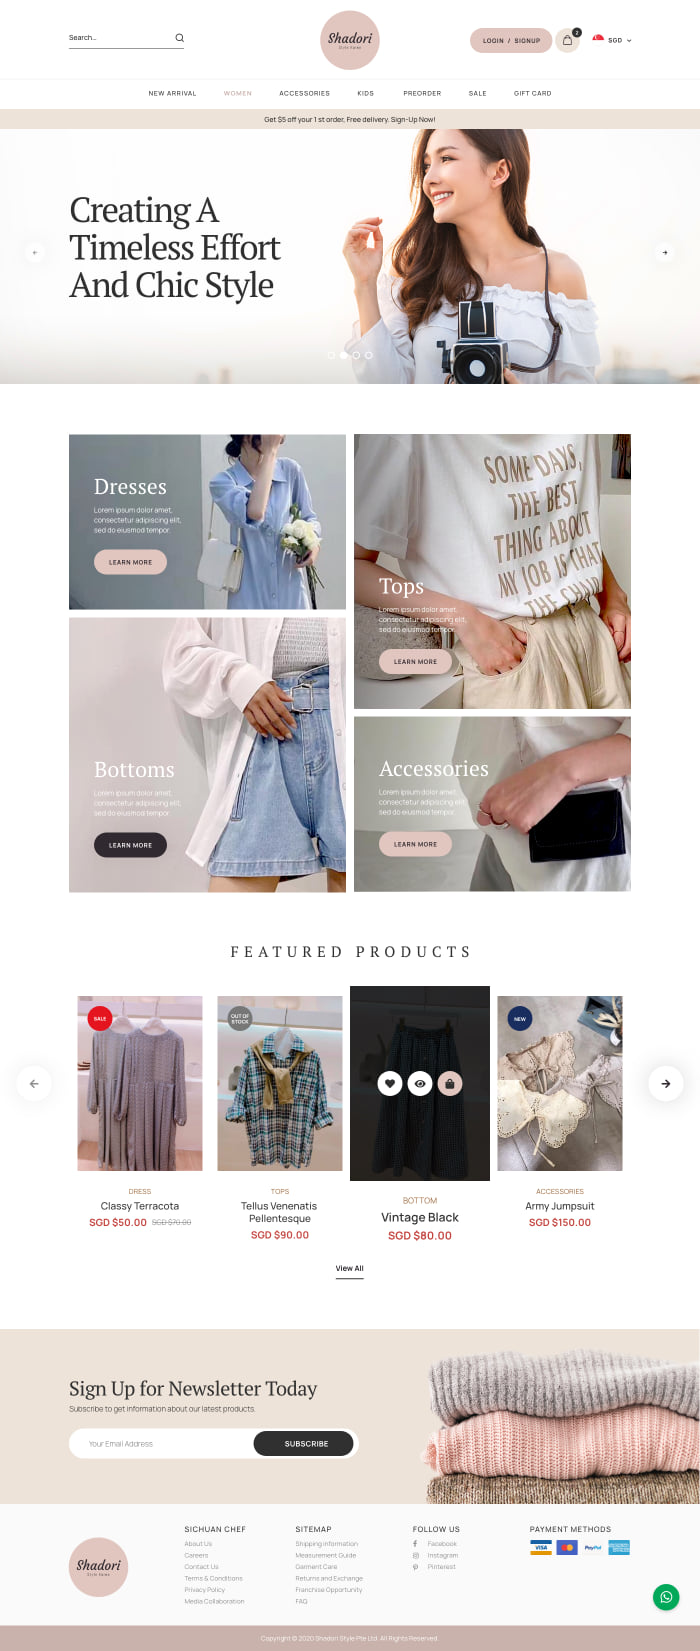 Search...
Shadori
Style Korea
LOGIN / SIGNUP
2
SGD
NEW ARRIVAL
WOMEN
ACCESSORIES
KIDS
PREORDER
SALE
GIFT CARD
Get $5 off your 1 st order, Free delivery. Sign-Up Now!
Creating A
Timeless Effort
And Chic Style
Dresses
Lorem ipsum dolor amet,
consectetur adipiscing elit,
sed do eiusmod tempor.
LEARN MORE
SOME DAYS,
THE BEST
THING ABOUT
MY JOB IS THAT
THE CHAIR
Tops
Lorem ipsum dolor amet,
consectetur adipiscing elit,
sed do eiusmod tempor.
LEARN MORE
Bottoms
Lorem ipsum dolor amet,
consectetur adipiscing elit,
sed do eiusmod tempor.
LEARN MORE
Accessories
Lorem ipsum dolor amet,
consectetur adipiscing elit,
sed do eiusmod tempor.
LEARN MORE
FEATURED PRODUCTS
SALE
OUT OF
STOCK
NEW
DRESS
Classy Terracota
SGD $50.00 SGD $70.00
TOPS
Tellus Venenatis
Pellentesque
SGD $90.00
BOTTOM
Vintage Black
SGD $80.00
ACCESSORIES
Army Jumpsuit
SGD $150.00
View All
Sign Up for Newsletter Today
Subscribe to get information about our latest products.
Your Email Address
SUBSCRIBE
Shadori
Style Korea
SICHUAN CHEF
About Us
Careers
Contact Us
Terms & Conditions
Privacy Policy
Media Collaboration
SITEMAP
Shipping Information
Measurement Guide
Garment Care
Returns and Exchange
Franchise Opportunity
FAQ
FOLLOW US
Facebook
Instagram
Pinterest
PAYMENT METHODS
VISA
PayPal
Copyright © 2020 Shadori Style Pte Ltd. All Rights Reserved